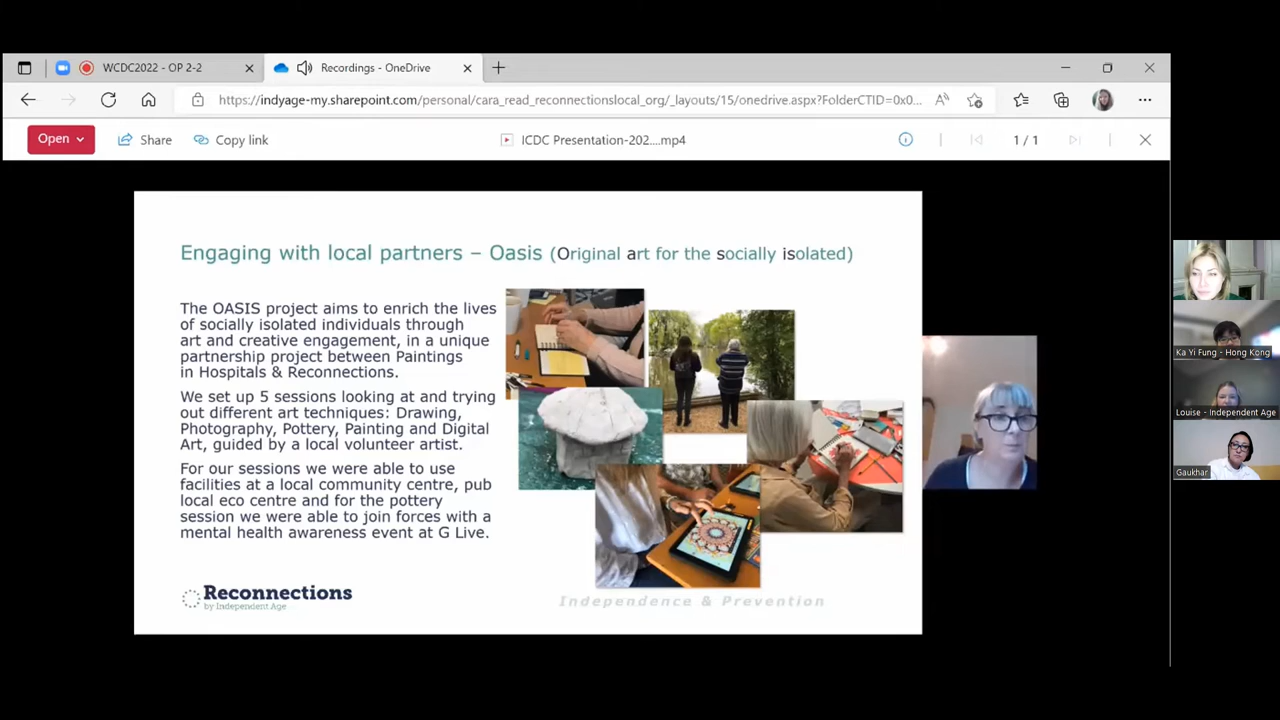 WCDC2022 - OP 2-2
Recordings - OneDrive
https://indyage-my.sharepoint.com/personal/cara_read_reconnectionslocal_org/_layouts/15/onedrive.aspx?FolderCTID=0x0...
Open
Share
Copy link
ICDC Presentation-202....mp4
1 / 1
Engaging with local partners – Oasis (Original art for the socially isolated)
The OASIS project aims to enrich the lives
of socially isolated individuals through
art and creative engagement, in a unique
partnership project between Paintings
in Hospitals & Reconnections.
We set up 5 sessions looking at and trying
out different art techniques: Drawing,
Photography, Pottery, Painting and Digital
Art, guided by a local volunteer artist.
For our sessions we were able to use
facilities at a local community centre, pub
local eco centre and for the pottery
session we were able to join forces with a
mental health awareness event at G Live.
Reconnections
by Independent Age
Independence & Prevention
Ka Yi Fung - Hong Kong
Louise - Independent Age
Gaukhar